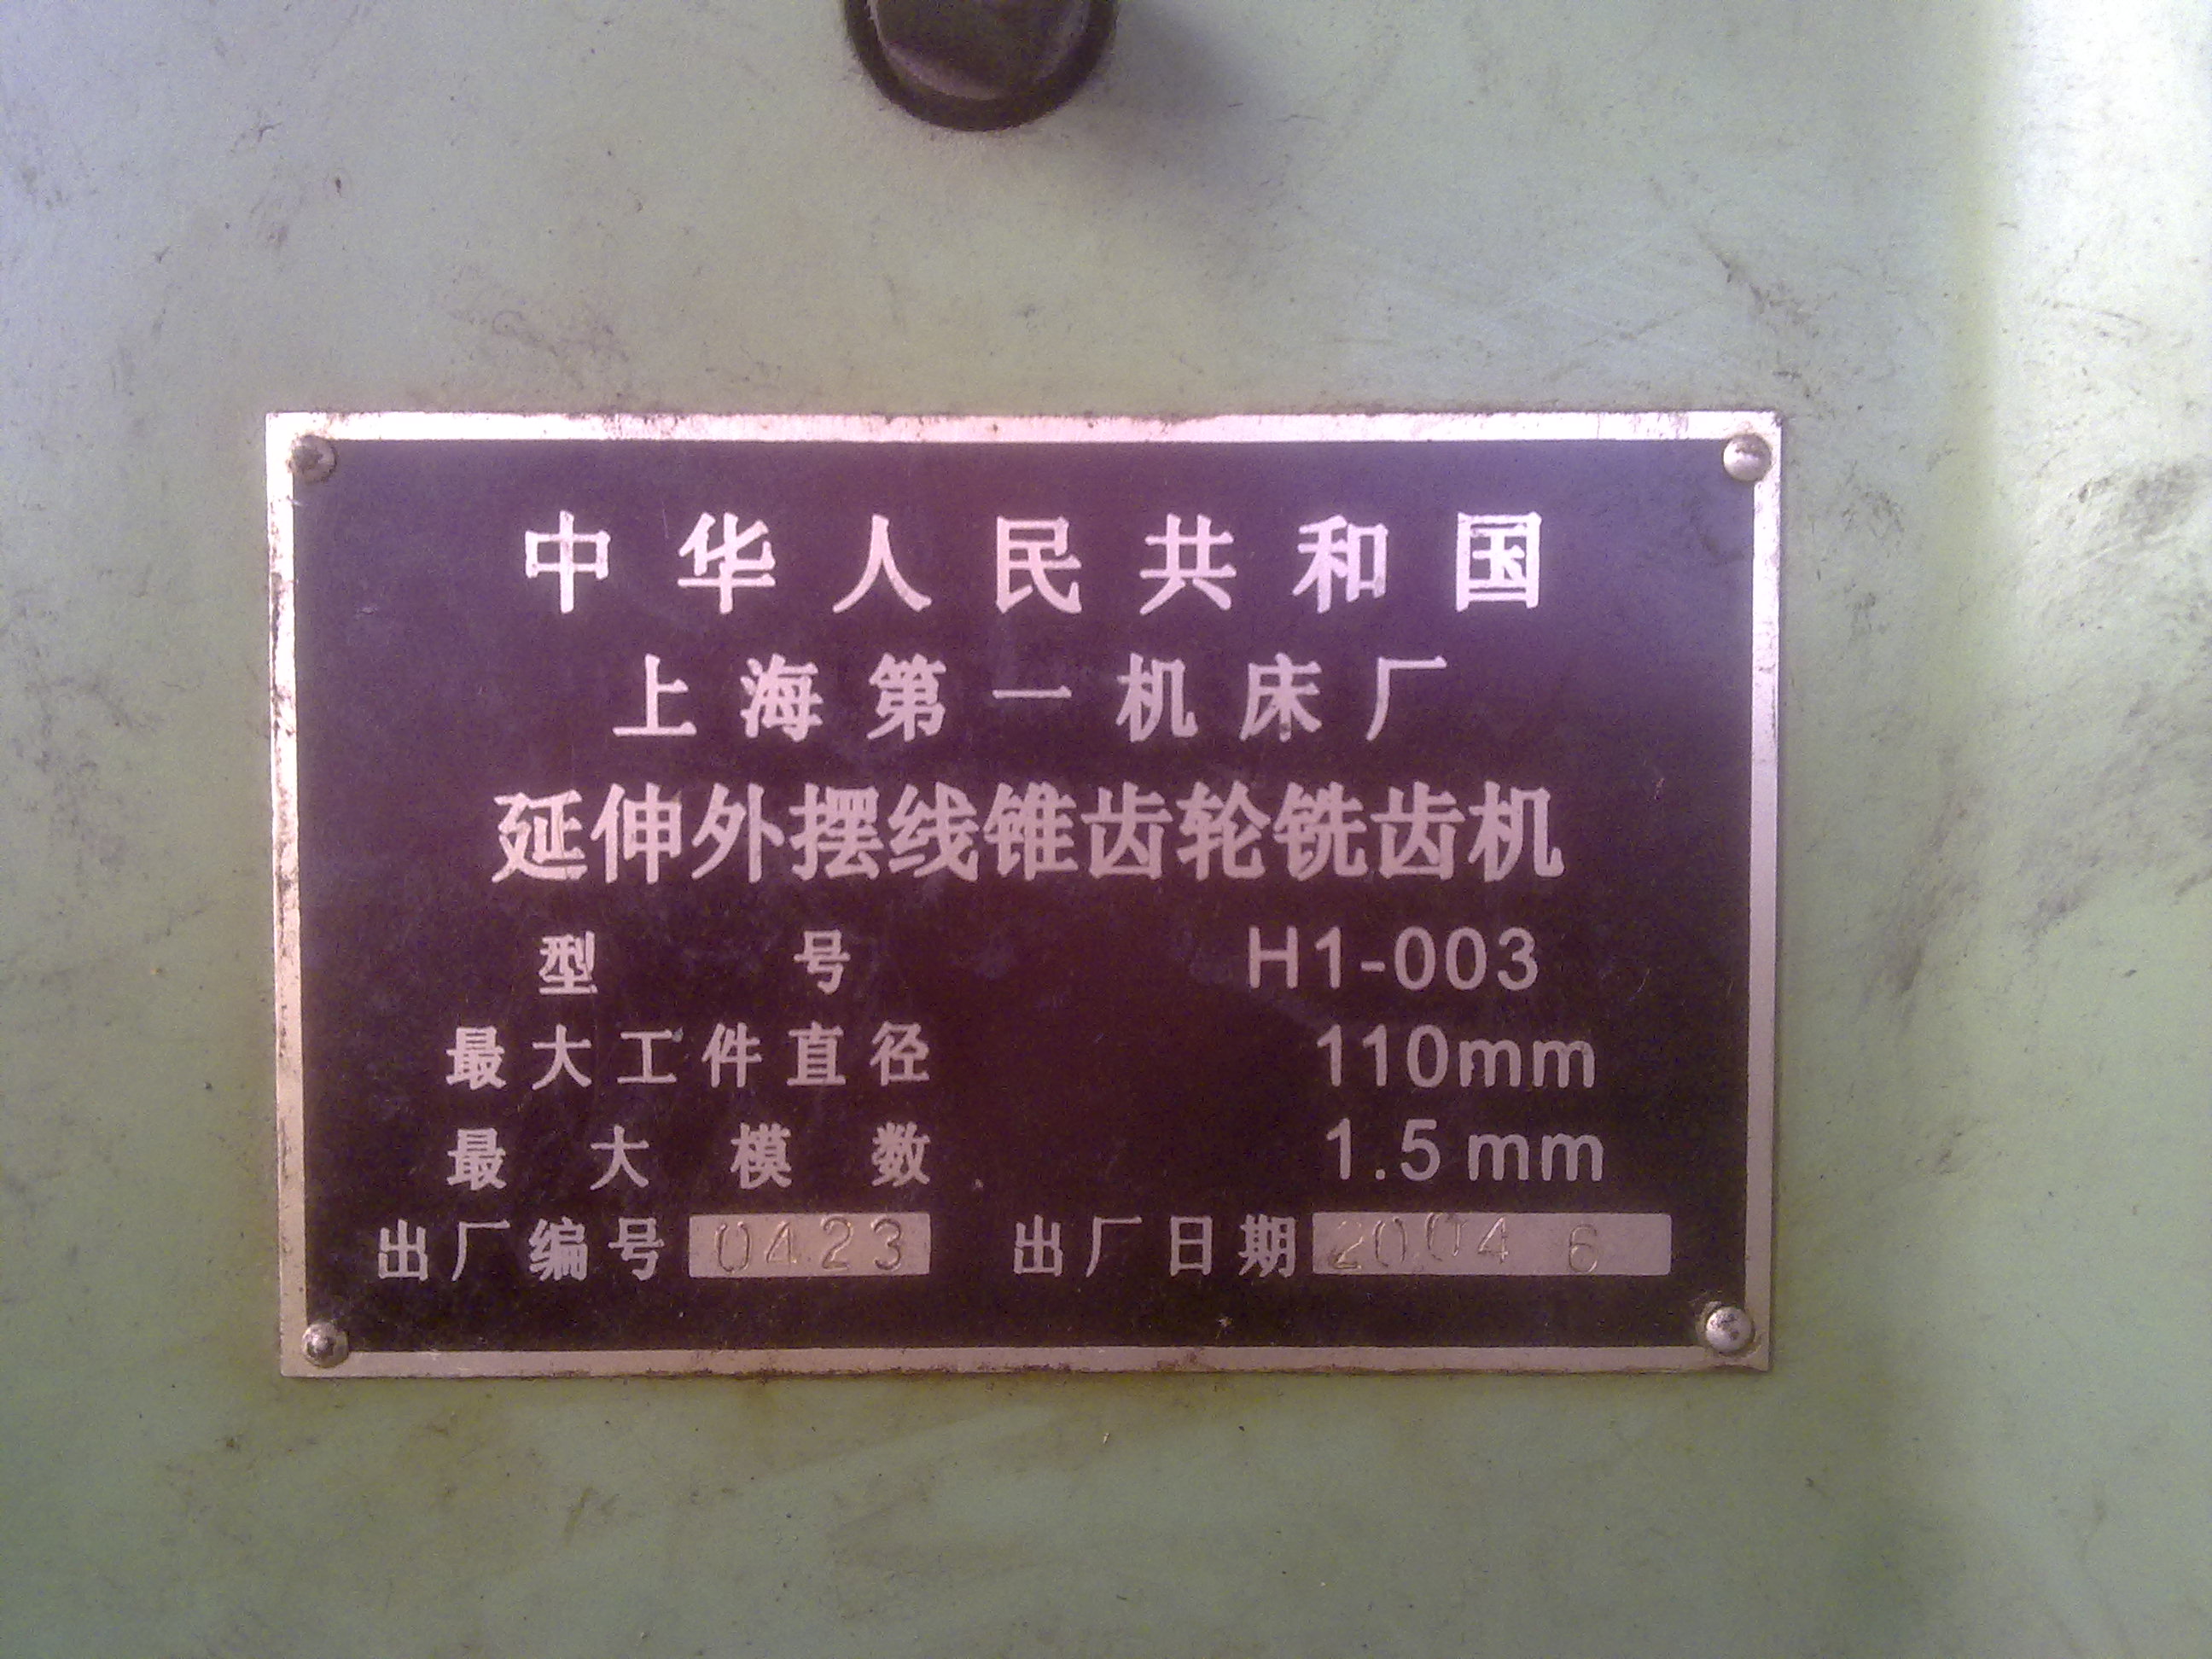 中华人民共和国
上海第一机床厂
延伸外摆线锥齿轮铣齿机
型号 H1-003
最大工件直径 110mm
最大模数 1.5mm
出厂编号 0423 出厂日期 2004 6